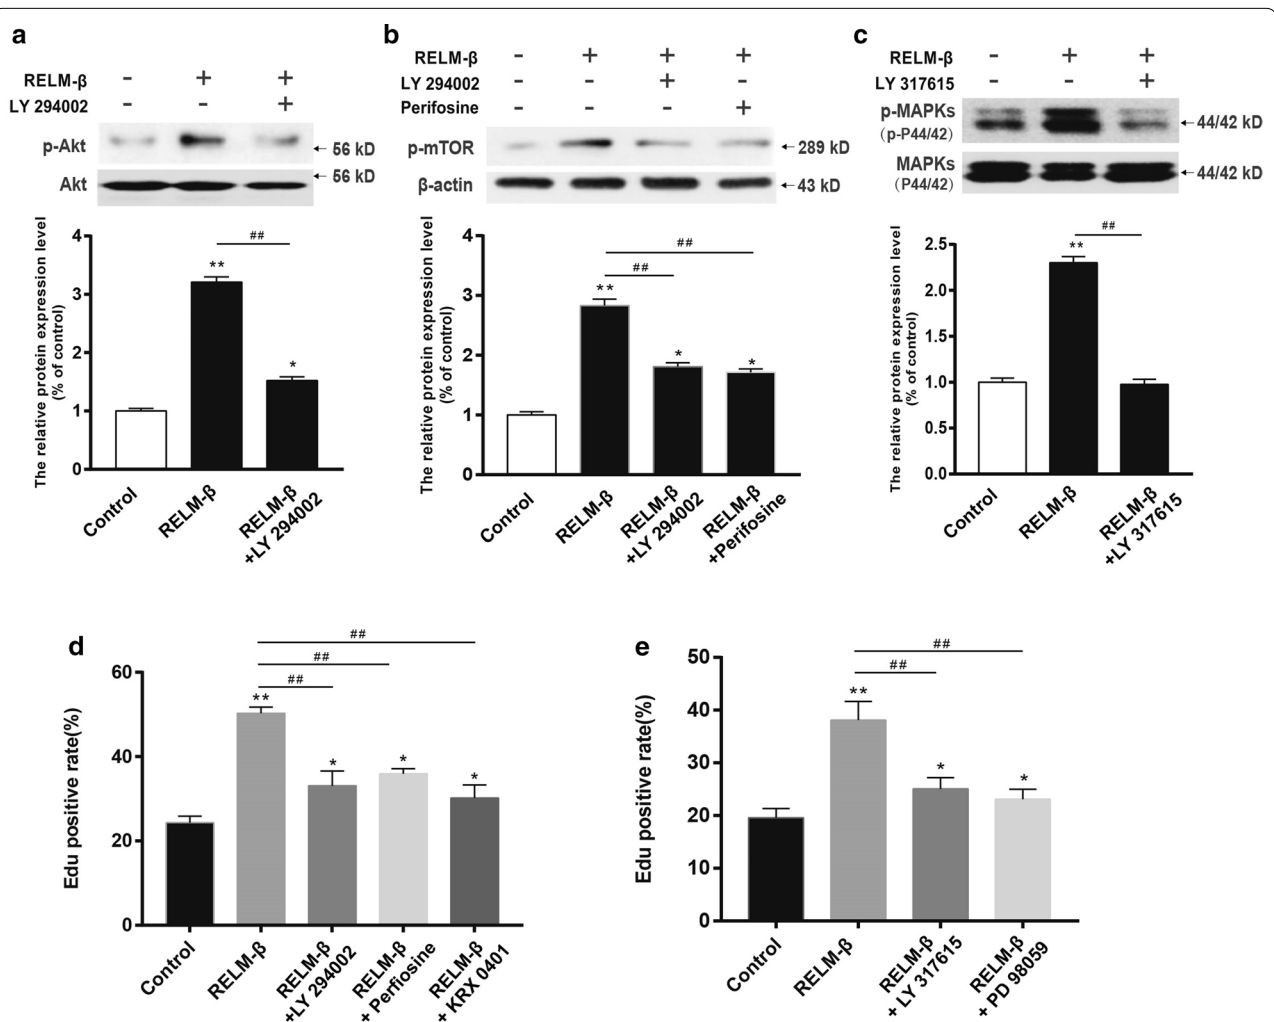 a
RELM-β - + +
LY 294002 - - +
p-Akt
← 56 kD
Akt
← 56 kD
The relative protein expression level
(% of control)
4
3
2
1
0
##
**
*
Control
RELM-β
RELM-β
+LY 294002
b
RELM-β - + + +
LY 294002 - - + -
Perifosine - - - +
p-mTOR
← 289 kD
β-actin
← 43 kD
The relative protein expression level
(% of control)
4
3
2
1
0
##
##
**
*
*
Control
RELM-β
RELM-β
+LY 294002
RELM-β
+Perifosine
c
RELM-β - + +
LY 317615 - - +
p-MAPKs
(p-P44/42)
← 44/42 kD
MAPKs
(P44/42)
← 44/42 kD
The relative protein expression level
(% of control)
2.5
2.0
1.5
1.0
0.5
0.0
##
**
Control
RELM-β
RELM-β
+LY 317615
d
Edu positive rate(%)
60
40
20
0
##
##
##
**
*
*
*
Control
RELM-β
RELM-β
+LY 294002
RELM-β
+ Perfiosine
RELM-β
+ KRX 0401
e
Edu positive rate(%)
50
40
30
20
10
0
##
##
**
*
*
Control
RELM-β
RELM-β
+ LY 317615
RELM-β
+ PD 98059